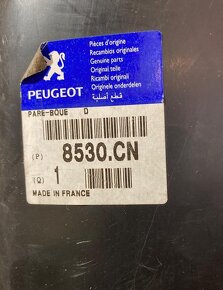 Pièces d'origine
Recambios originales
Genuine parts
Original teile
Ricambi originali
Originele onderdelen
قطع أصلية
PEUGEOT
PARE-BOUE D
(P) 8530.CN
(Q) 1
MADE IN FRANCE